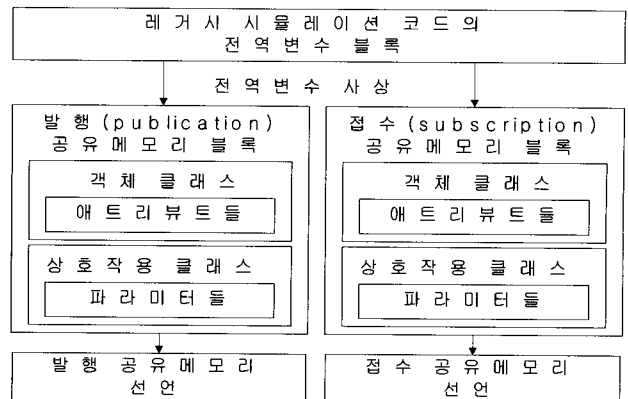 레 거 시 시 뮬 레 이 션 코 드 의
전 역 변 수 블 록
전 역 변 수 사 상
발 행 (publication)
공 유 메 모 리 블 록
객 체 클 래 스
애 트 리 뷰 트 들
상 호 작 용 클 래 스
파 라 미 터 들
발 행 공 유 메 모 리
선 언
접 수 (subscription)
공 유 메 모 리 블 록
객 체 클 래 스
애 트 리 뷰 트 들
상 호 작 용 클 래 스
파 라 미 터 들
접 수 공 유 메 모 리
선 언